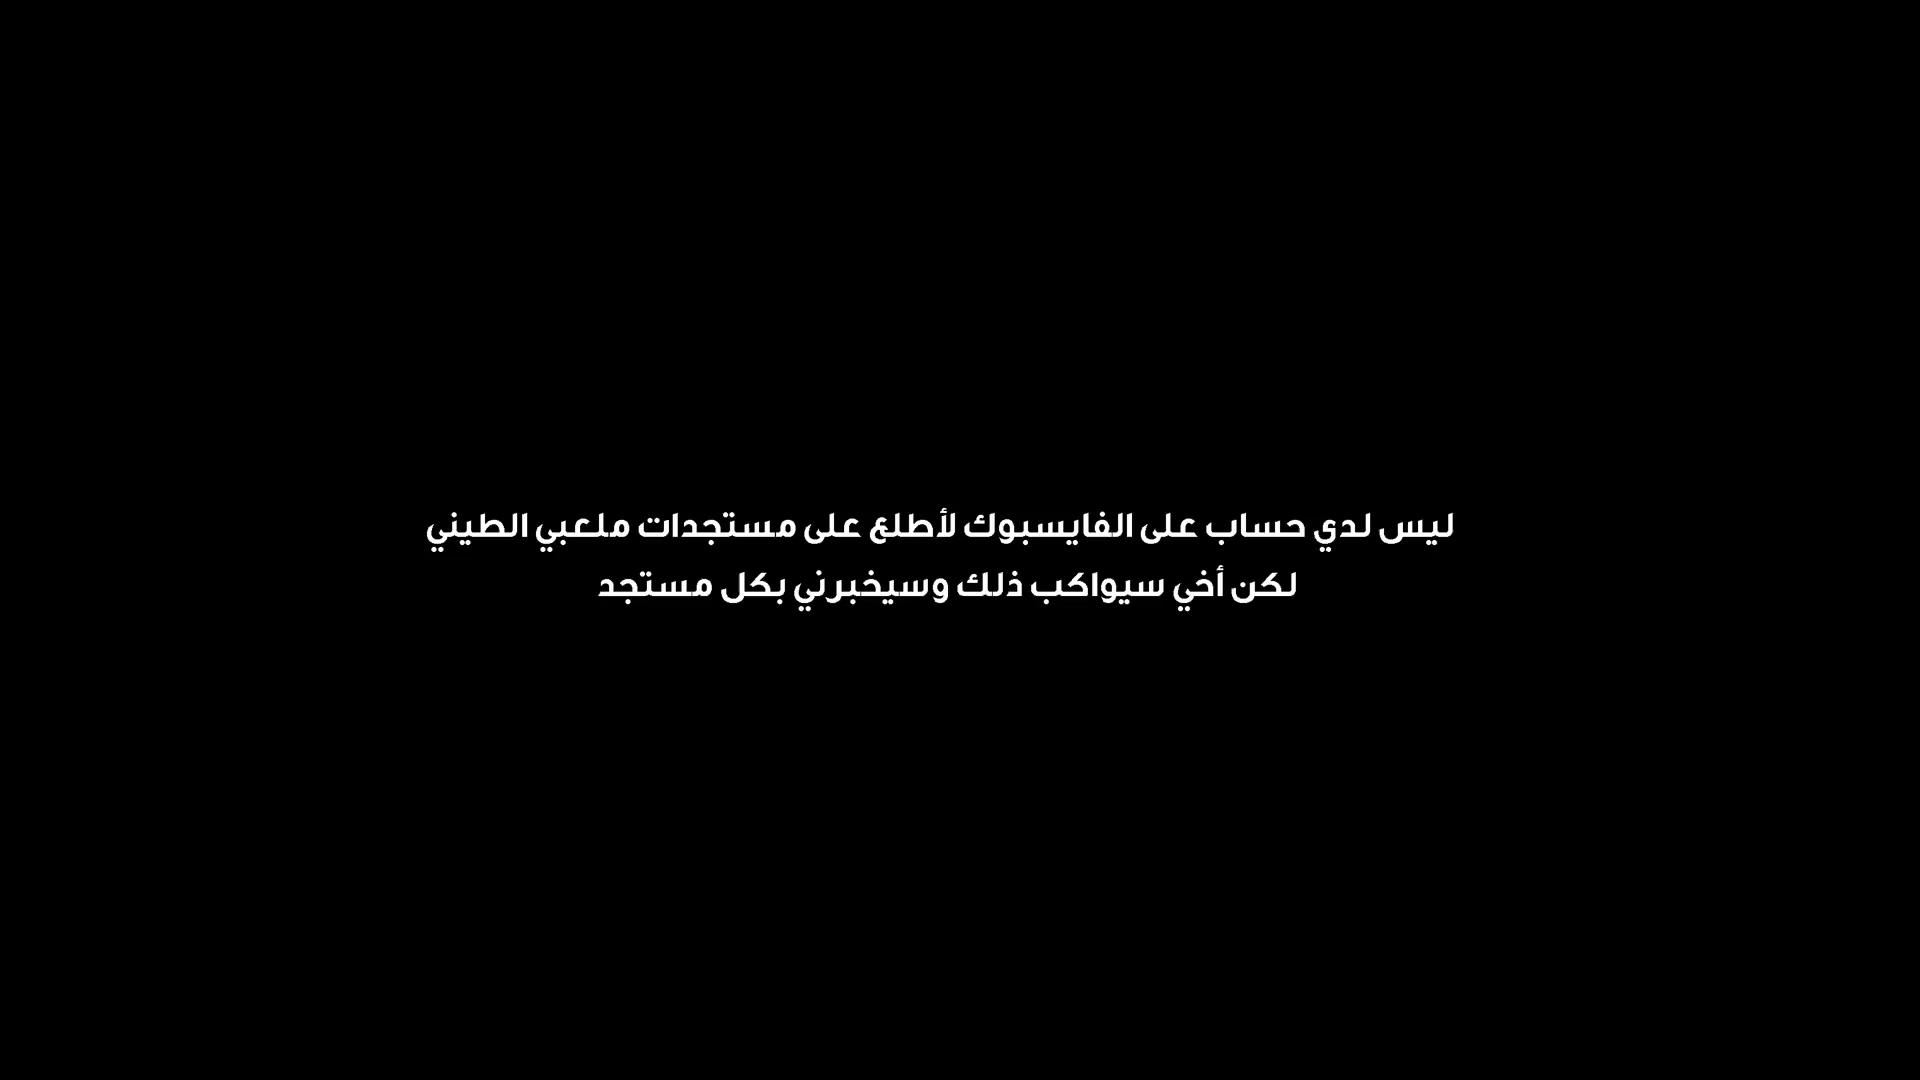 ليس لدي حساب على الفايسبوك لأطلع على مستجدات ملعبي الطيني
لكن أخي سيواكب ذلك وسيخبرني بكل مستجد